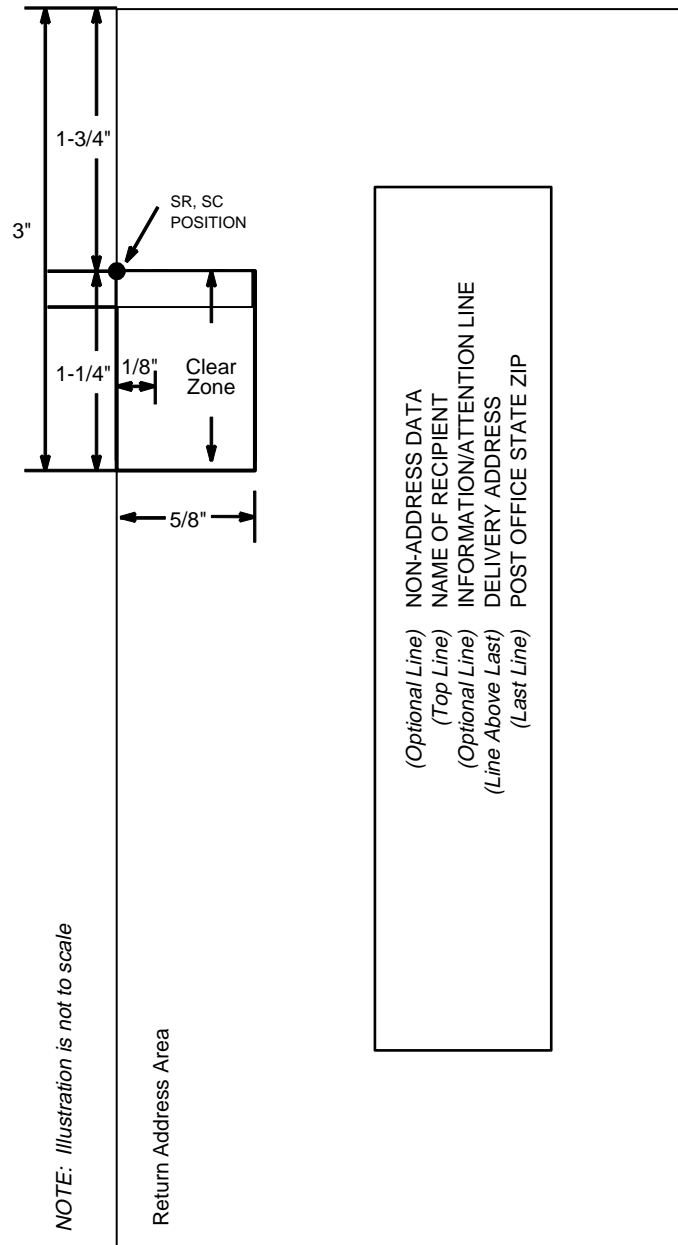 1-3/4"
3"
SR, SC
POSITION
1-1/4"
1/8"
Clear
Zone
5/8"
(Optional Line) NON-ADDRESS DATA
(Top Line) NAME OF RECIPIENT
(Optional Line) INFORMATION/ATTENTION LINE
(Line Above Last) DELIVERY ADDRESS
(Last Line) POST OFFICE STATE ZIP
NOTE: Illustration is not to scale
Return Address Area